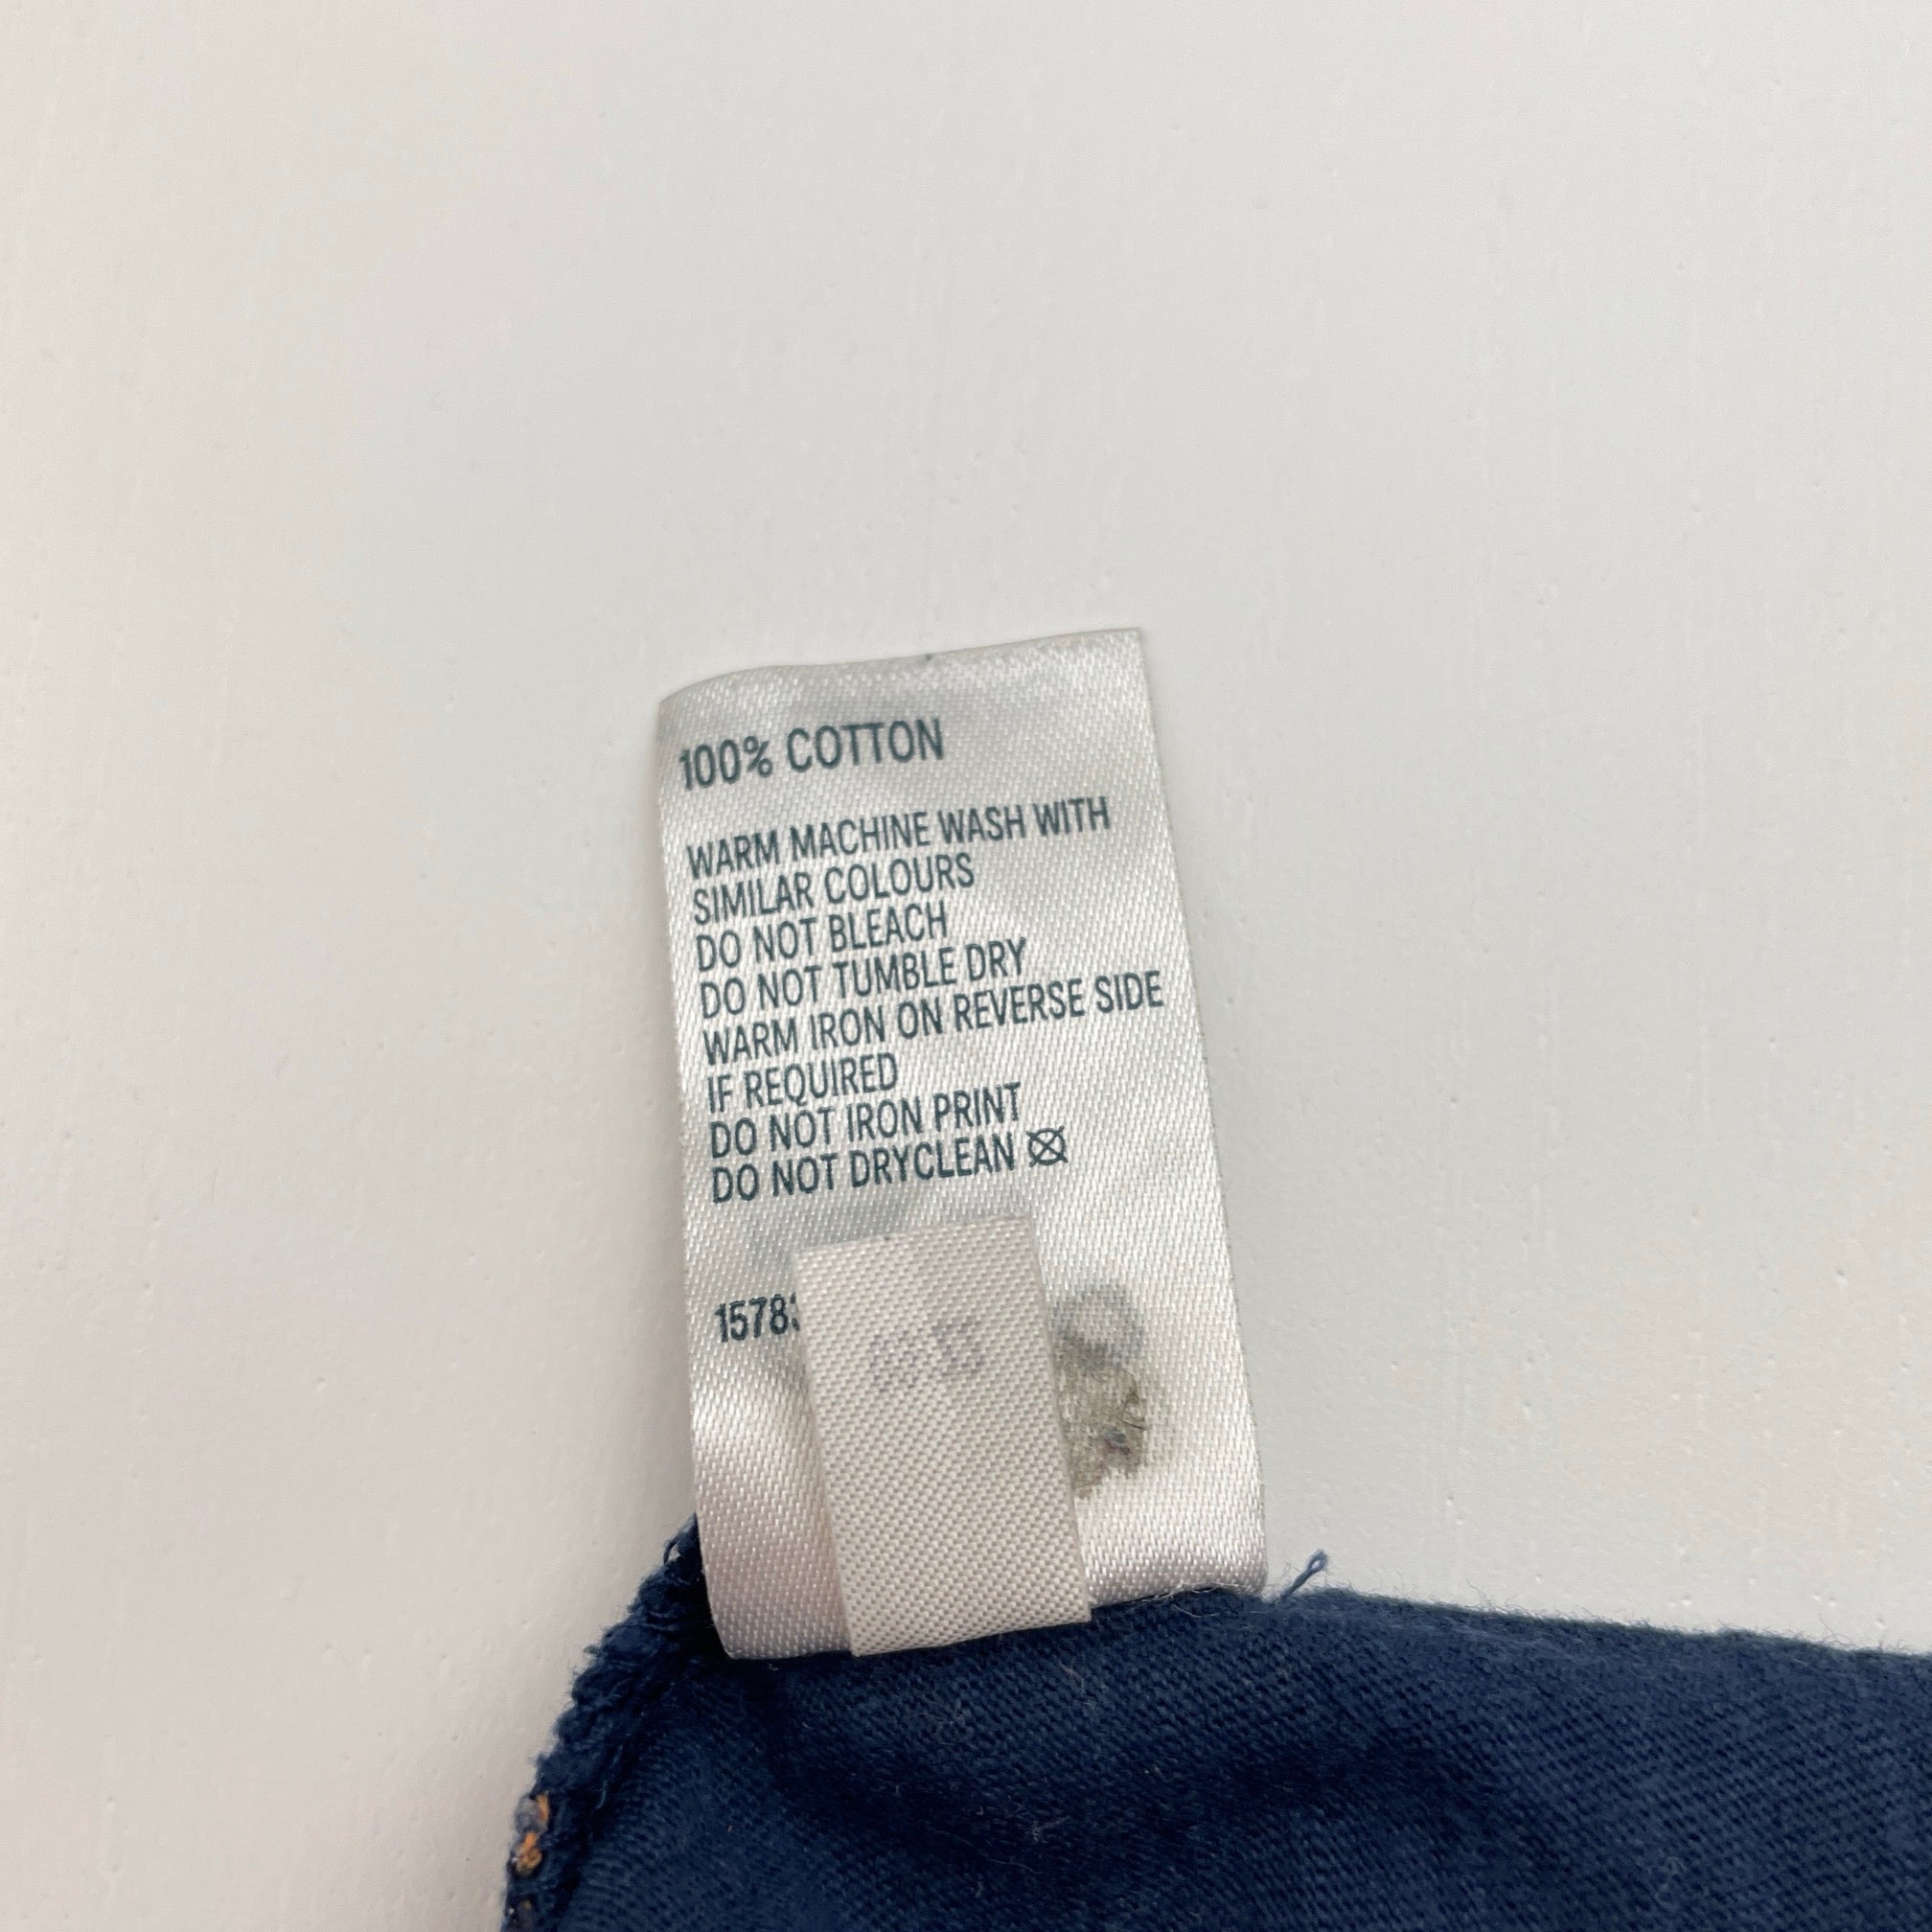 100% COTTON
WARM MACHINE WASH WITH
SIMILAR COLOURS
DO NOT BLEACH
DO NOT TUMBLE DRY
WARM IRON ON REVERSE SIDE
IF REQUIRED
DO NOT IRON PRINT
DO NOT DRYCLEAN